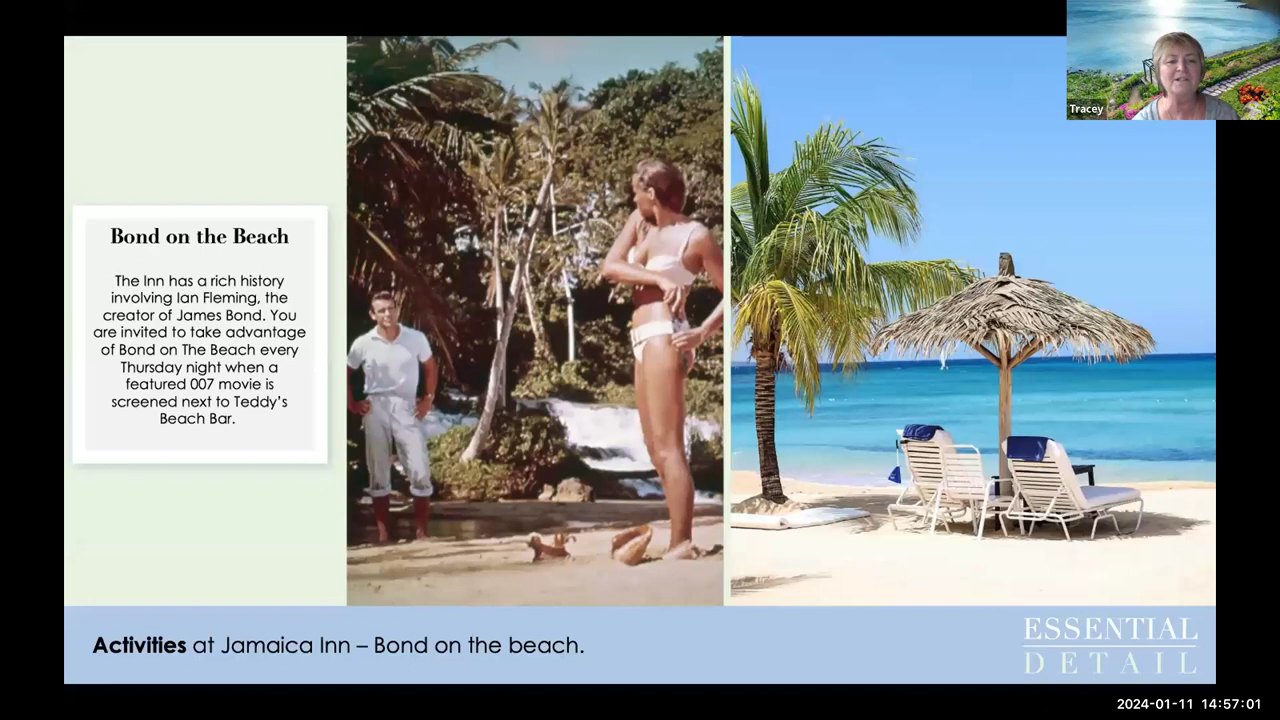 Tracey
Bond on the Beach
The Inn has a rich history
involving Ian Fleming, the
creator of James Bond. You
are invited to take advantage
of Bond on The Beach every
Thursday night when a
featured 007 movie is
screened next to Teddy's
Beach Bar.
Activities at Jamaica Inn – Bond on the beach.
ESSENTIAL
DETAIL
2024-01-11 14:57:01